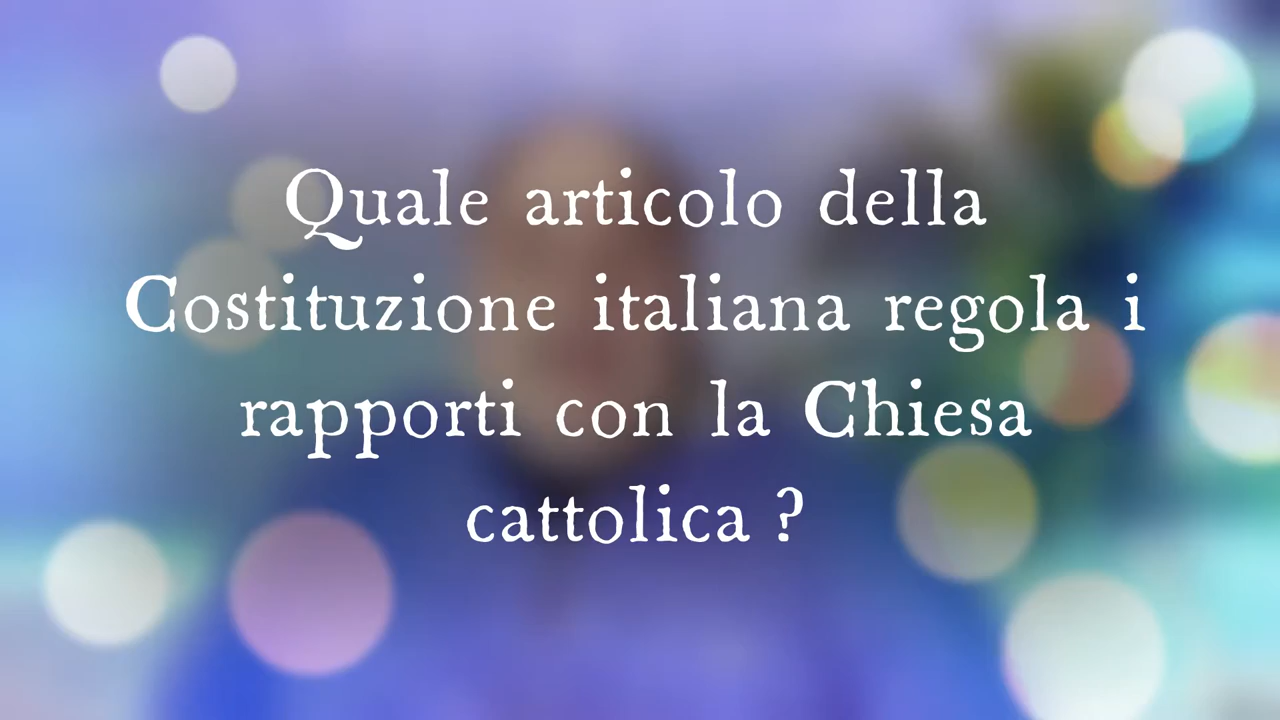 Quale articolo della
Costituzione italiana regola i
rapporti con la Chiesa
cattolica ?